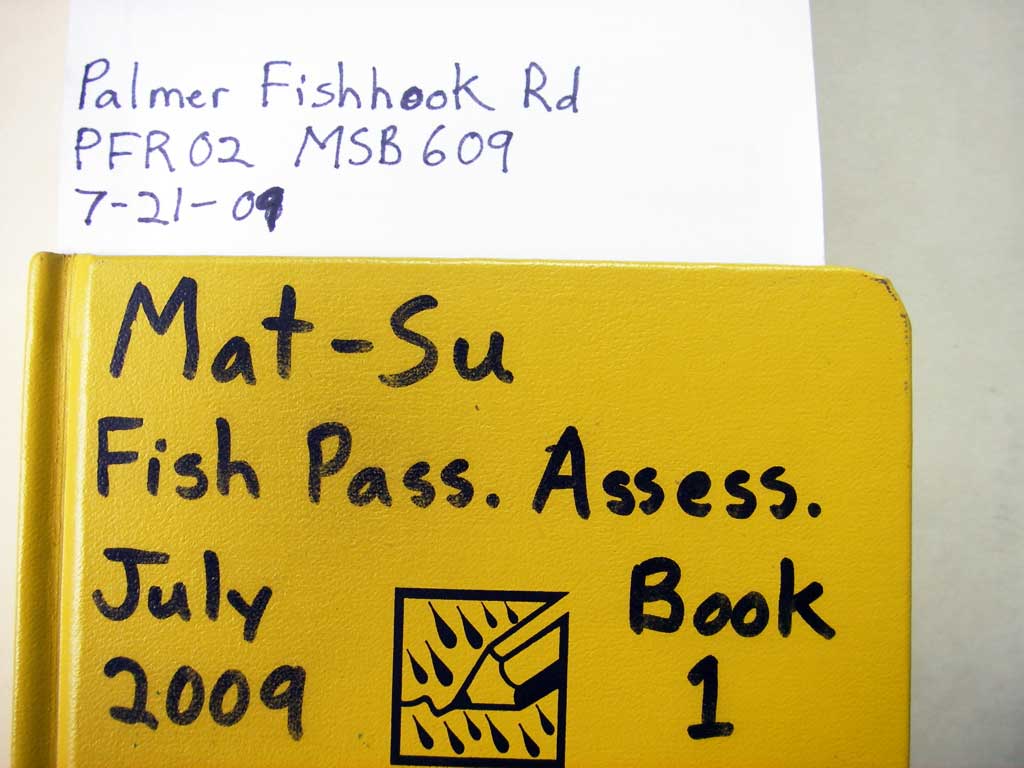 Palmer Fishhook Rd
PFR02 MSB609
7-21-09
Mat-Su
Fish Pass. Assess.
July
2009
Book
1